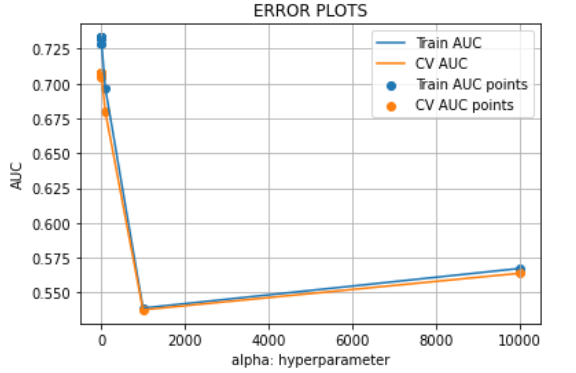 ERROR PLOTS
Train AUC
CV AUC
Train AUC points
CV AUC points
AUC
0.725
0.700
0.675
0.650
0.625
0.600
0.575
0.550
0 2000 4000 6000 8000 10000
alpha: hyperparameter